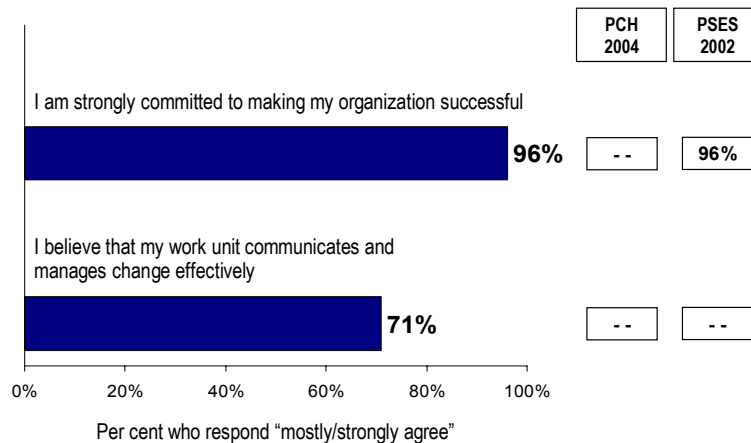 PCH
2004
PSES
2002
I am strongly committed to making my organization successful
96%
- -
96%
I believe that my work unit communicates and
manages change effectively
71%
- -
- -
0% 20% 40% 60% 80% 100%
Per cent who respond “mostly/strongly agree”